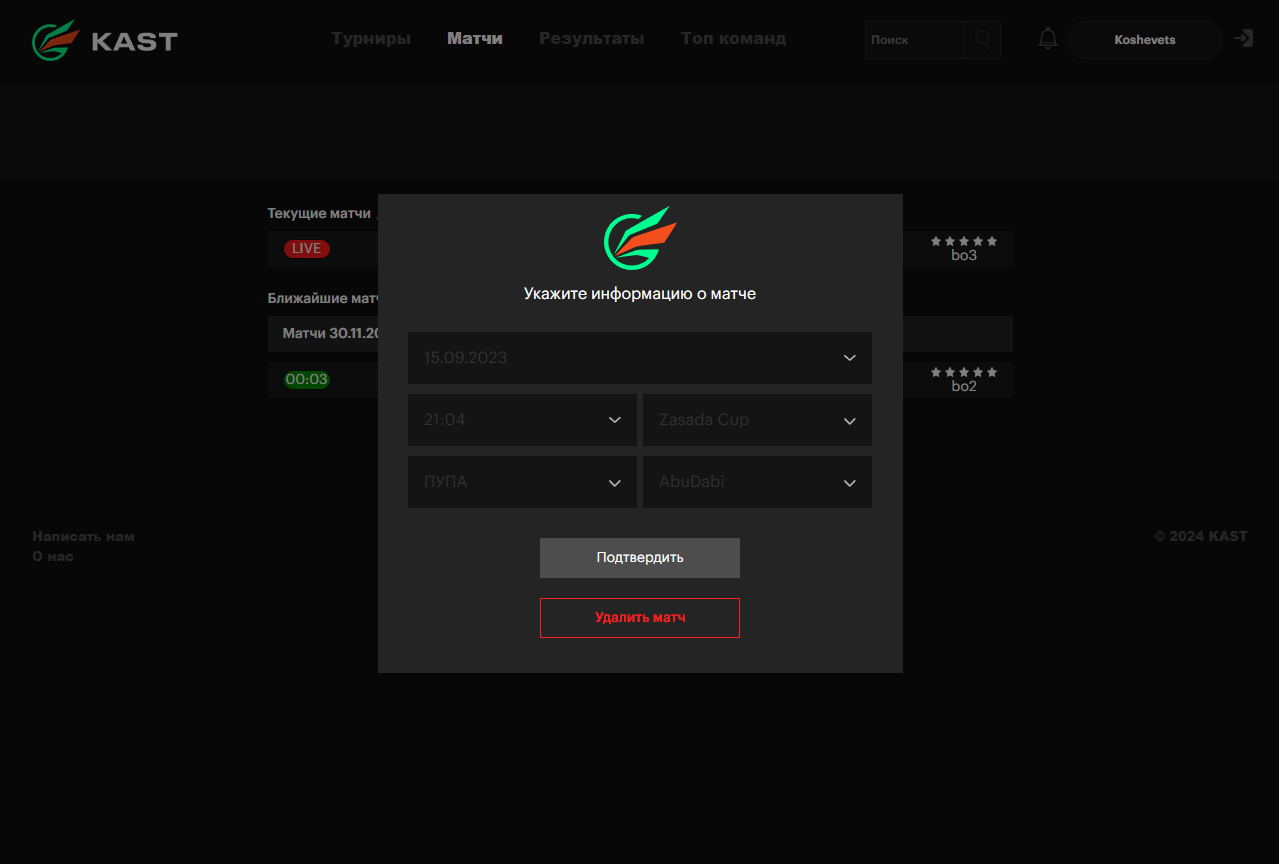 KAST
Турниры Матчи Результаты Топ команд
Поиск
Koshevets
Текущие матчи
LIVE
bo3
Ближайшие матч
Матчи 30.11.20
00:03
bo2
Укажите информацию о матче
15.09.2023
21:04 Zasada Cup
ПУПА AbuDabi
Подтвердить
Удалить матч
Написать нам
О нас
© 2024 KAST